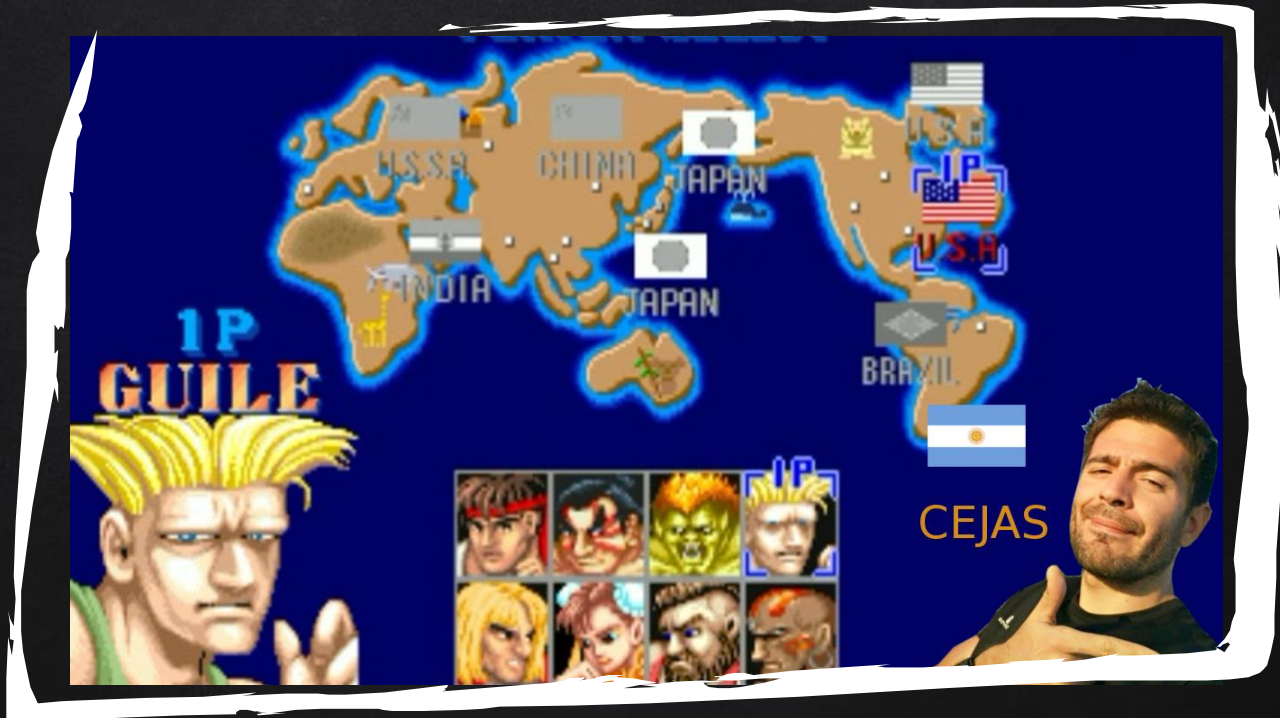 U.S.A
U.S.S.R
CHINA
JAPAN
1P
U.S.A
INDIA
JAPAN
BRAZIL
1P
GUILE
1P
CEJAS